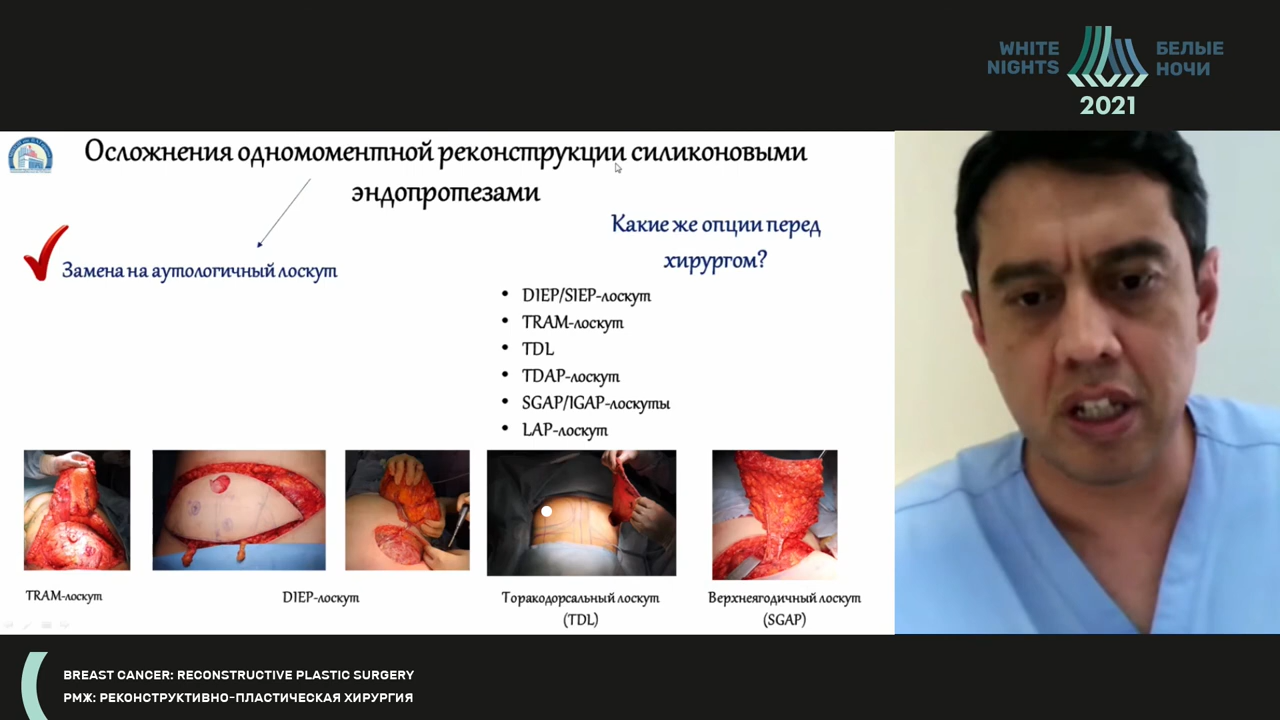 WHITE
NIGHTS
БЕЛЫЕ
НОЧИ
2021
Осложнения одномоментной реконструкции силиконовыми
эндопротезами
Какие же опции перед
хирургом?
Замена на аутологичный лоскут
• DIEP/SIEP-лоскут
• TRAM-лоскут
• TDL
• TDAP-лоскут
• SGAP/IGAP-лоскуты
• LAP-лоскут
TRAM-лоскут
DIEP-лоскут
Торакодорсальный лоскут
(TDL)
Верхнеягодичный лоскут
(SGAP)
BREAST CANCER: RECONSTRUCTIVE PLASTIC SURGERY
РМЖ: РЕКОНСТРУКТИВНО-ПЛАСТИЧЕСКАЯ ХИРУРГИЯ